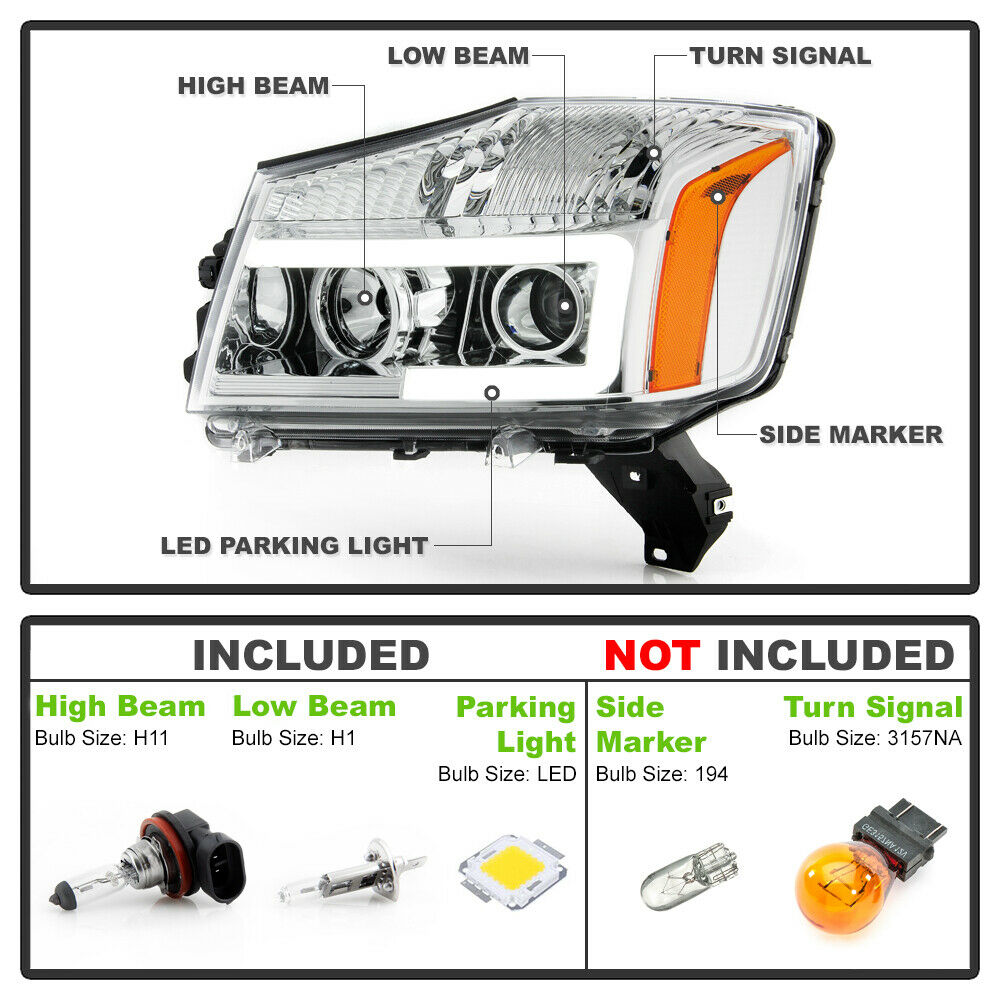 LOW BEAM
TURN SIGNAL
HIGH BEAM
SIDE MARKER
LED PARKING LIGHT
INCLUDED
NOT INCLUDED
High Beam
Bulb Size: H11
Low Beam
Bulb Size: H1
Parking
Light
Bulb Size: LED
Side
Marker
Bulb Size: 194
Turn Signal
Bulb Size: 3157NA